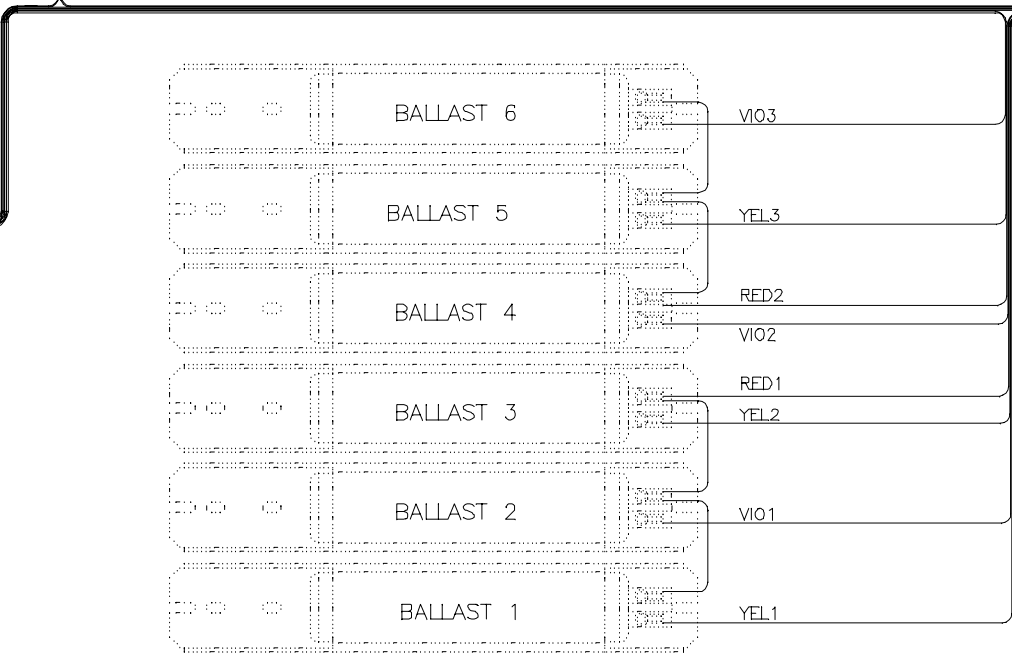 BALLAST 6
VIO3
BALLAST 5
YEL3
RED2
BALLAST 4
VIO2
RED1
BALLAST 3
YEL2
BALLAST 2
VIO1
BALLAST 1
YEL1